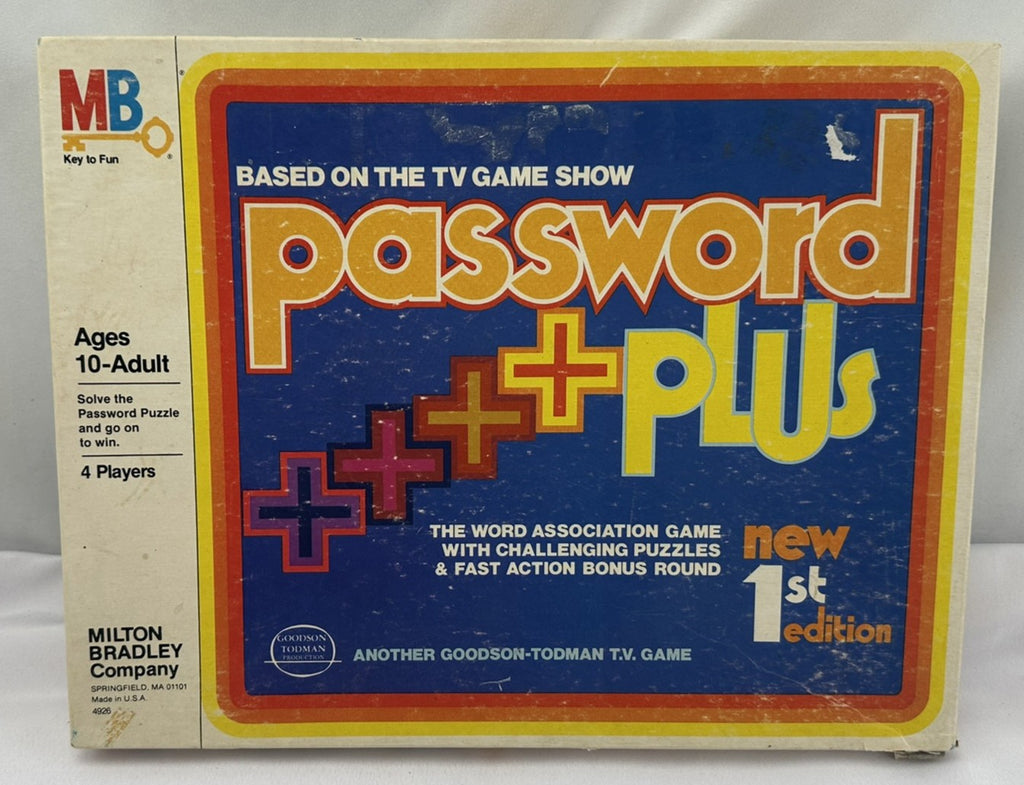 MB
Key to Fun
Ages
10-Adult
Solve the
Password Puzzle
and go on
to win.
4 Players
MILTON
BRADLEY
Company
SPRINGFIELD, MA 01101
Made in U.S.A.
4926
BASED ON THE TV GAME SHOW
password
plus
THE WORD ASSOCIATION GAME
WITH CHALLENGING PUZZLES
& FAST ACTION BONUS ROUND
new
1st
edition
GOODSON
TODMAN
PRODUCTION
ANOTHER GOODSON-TODMAN T.V. GAME